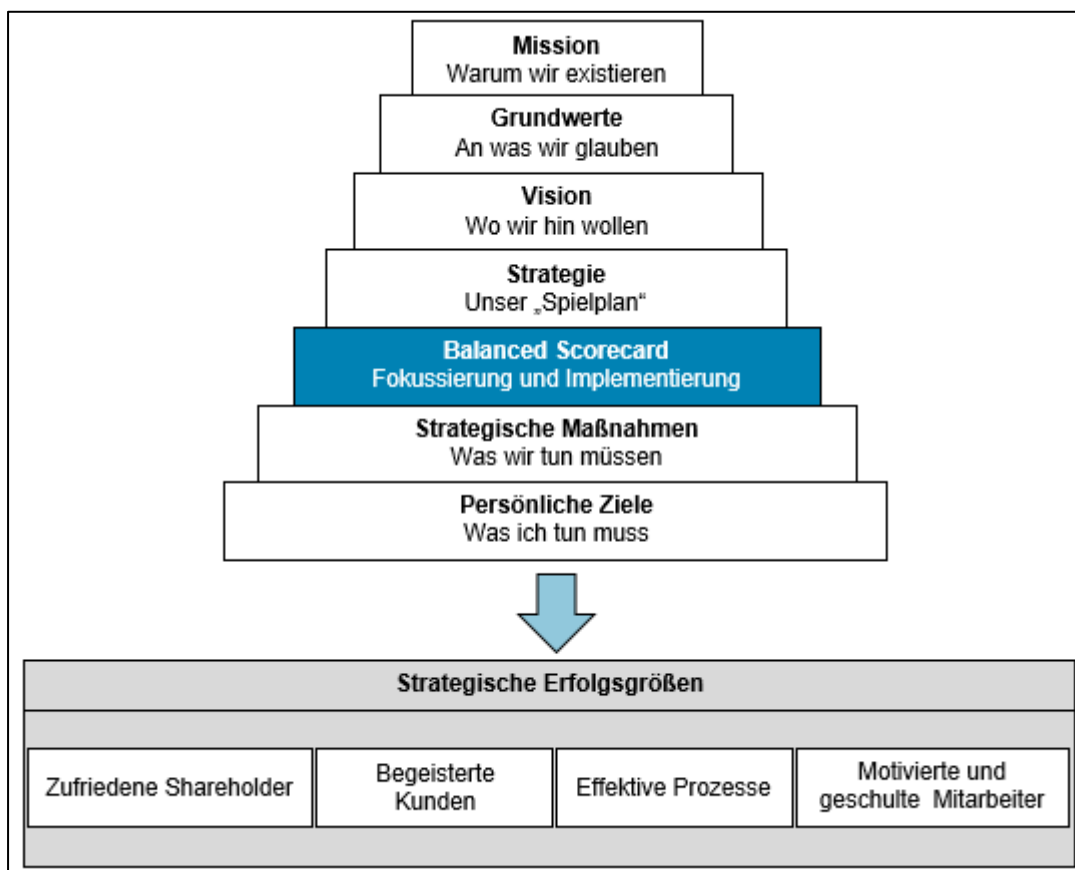 Mission
Warum wir existieren
Grundwerte
An was wir glauben
Vision
Wo wir hin wollen
Strategie
Unser „Spielplan“
Balanced Scorecard
Fokussierung und Implementierung
Strategische Maßnahmen
Was wir tun müssen
Persönliche Ziele
Was ich tun muss
Strategische Erfolgsgrößen
Zufriedene Shareholder
Begeisterte
Kunden
Effektive Prozesse
Motivierte und
geschulte Mitarbeiter